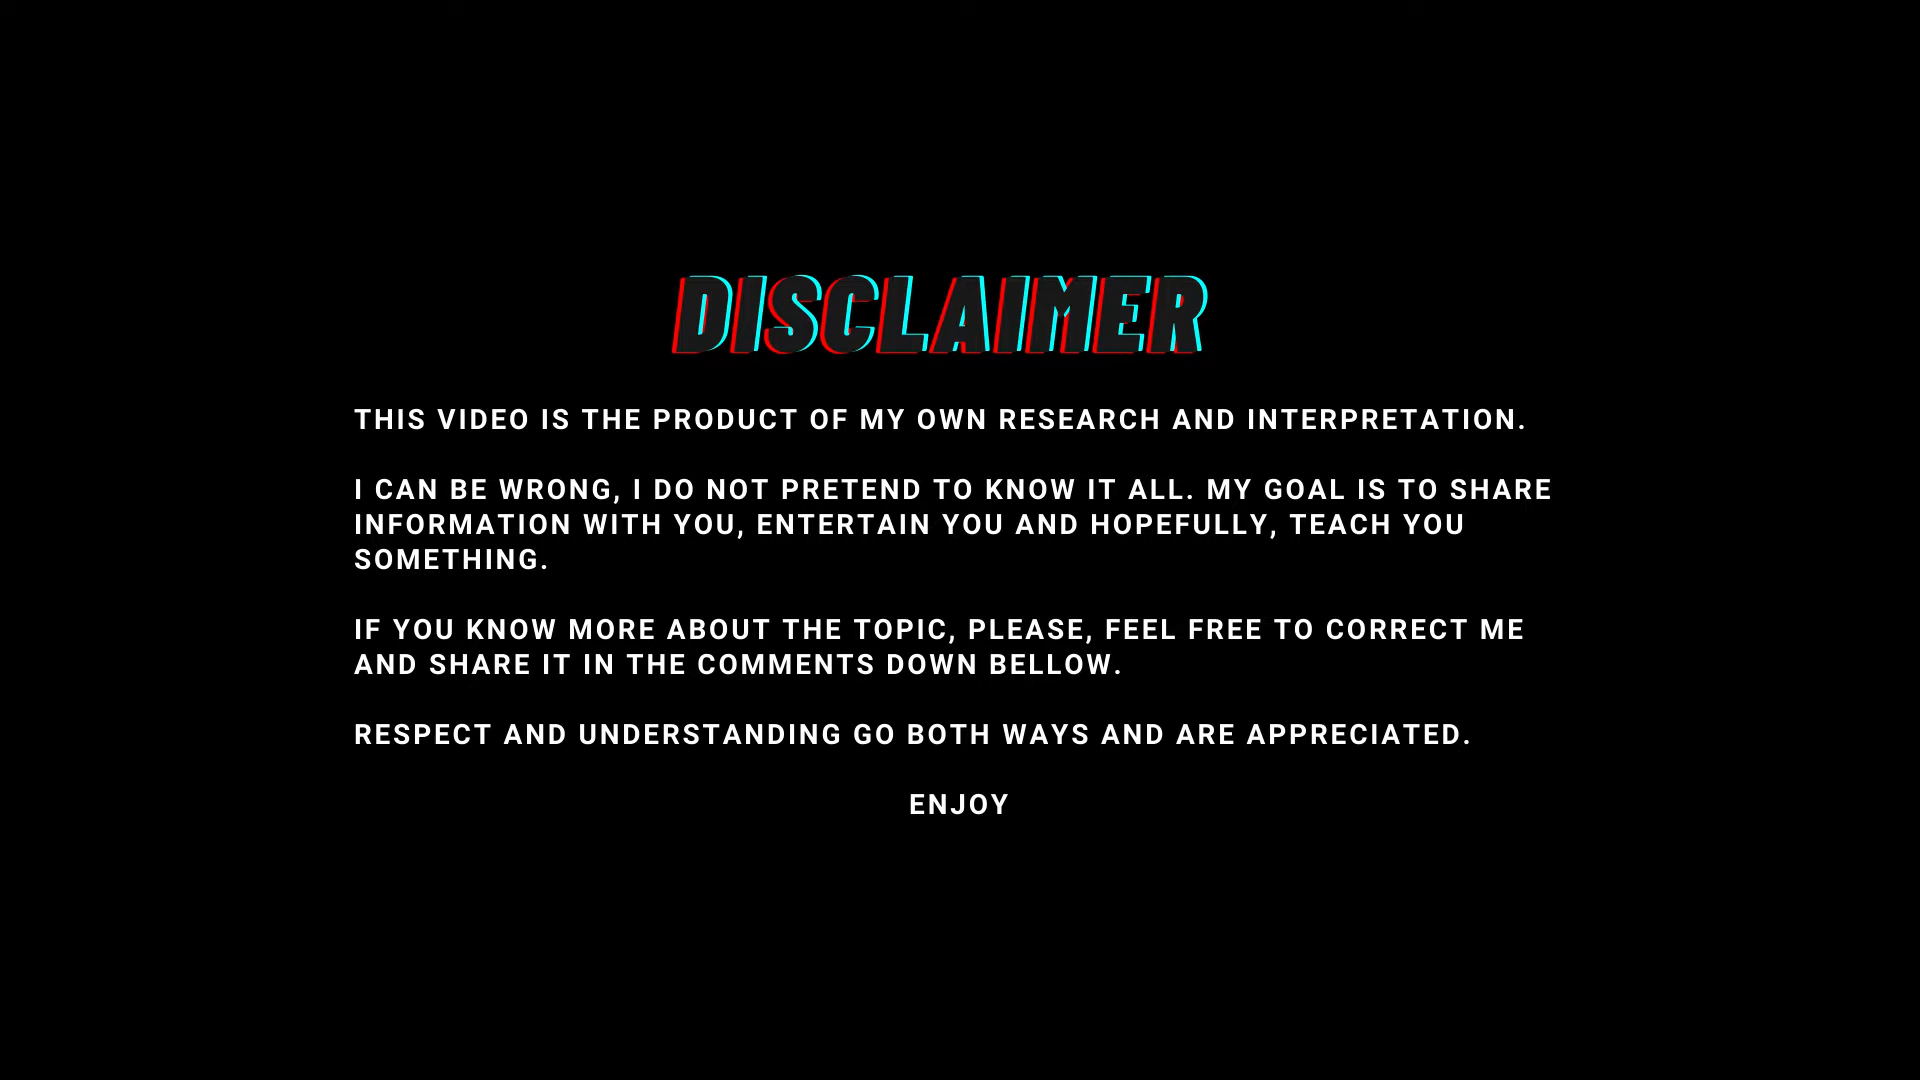 DISCLAIMER
THIS VIDEO IS THE PRODUCT OF MY OWN RESEARCH AND INTERPRETATION.
I CAN BE WRONG, I DO NOT PRETEND TO KNOW IT ALL. MY GOAL IS TO SHARE
INFORMATION WITH YOU, ENTERTAIN YOU AND HOPEFULLY, TEACH YOU
SOMETHING.
IF YOU KNOW MORE ABOUT THE TOPIC, PLEASE, FEEL FREE TO CORRECT ME
AND SHARE IT IN THE COMMENTS DOWN BELLOW.
RESPECT AND UNDERSTANDING GO BOTH WAYS AND ARE APPRECIATED.
ENJOY